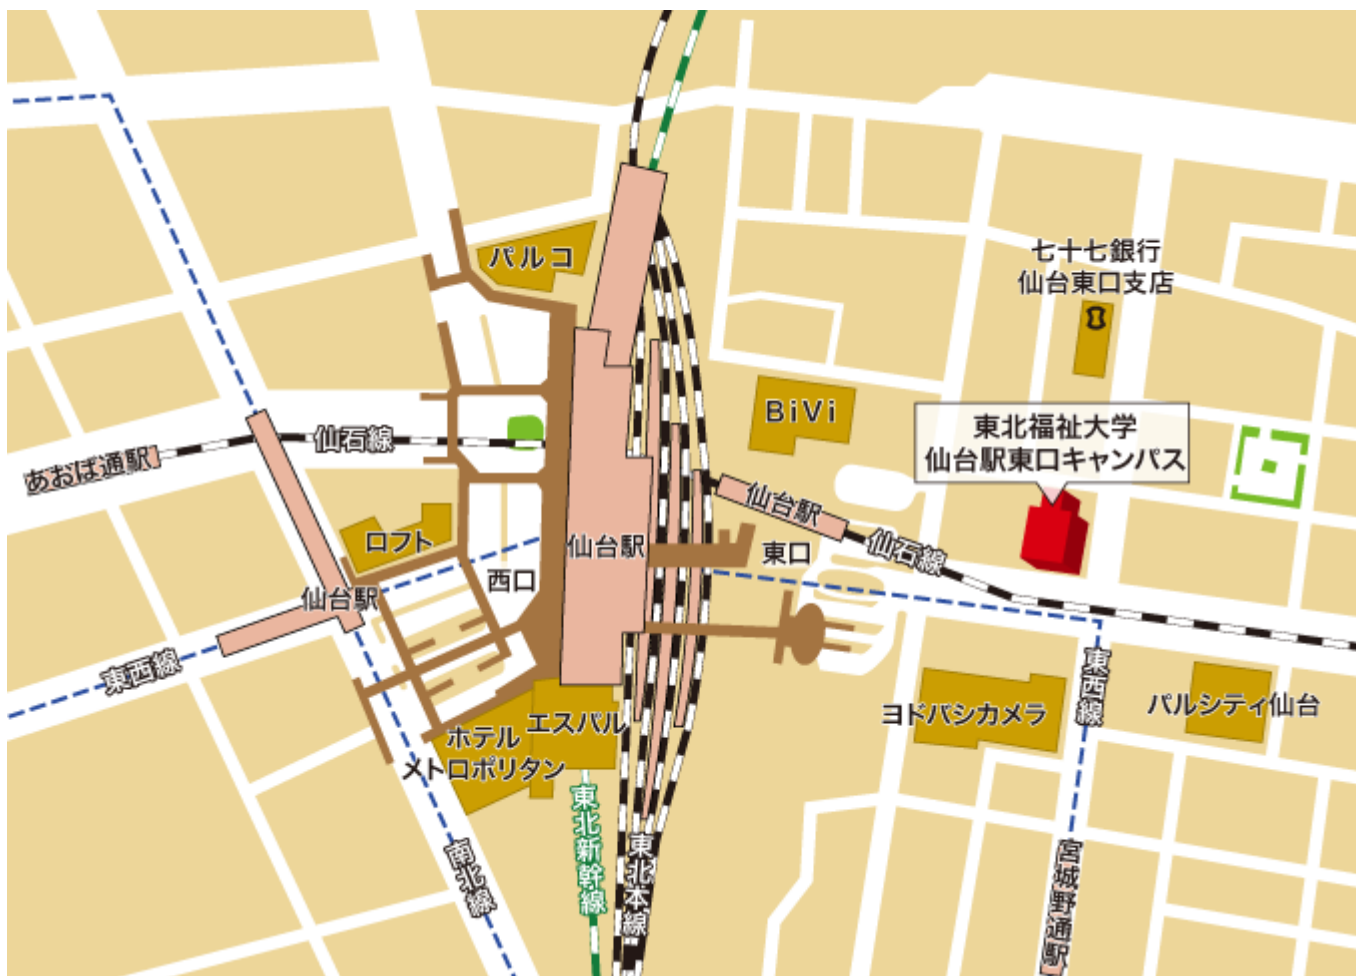 パルコ
七十七銀行
仙台東口支店
BiVi
東北福祉大学
仙台駅東口キャンパス
仙石線
あおば通駅
仙台駅
ロフト
仙台駅
東口
仙石線
西口
仙台駅
東西線
東西線
ヨドバシカメラ
パルシティ仙台
エスパル
ホテル
メトロポリタン
東北新幹線
東北本線
南北線
宮城野通駅